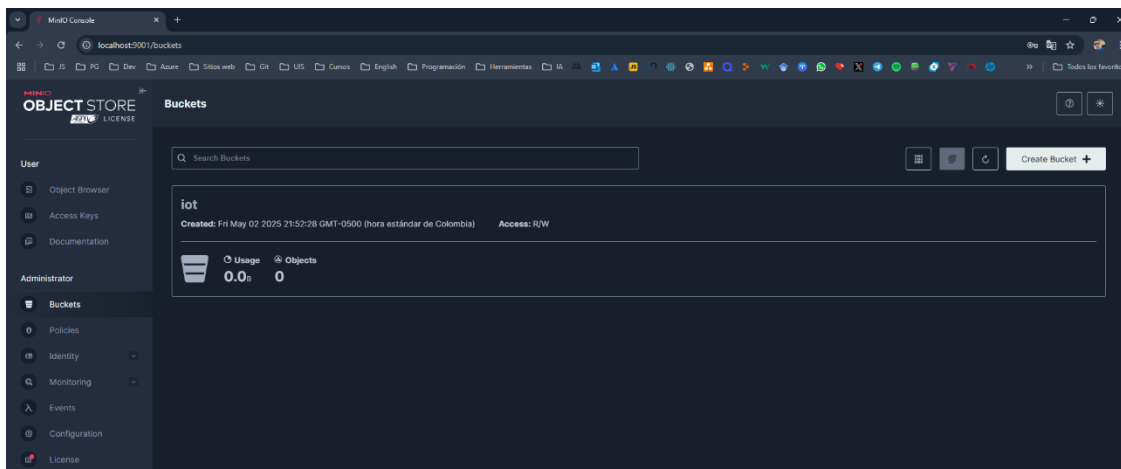 MinIO Console
localhost:9001/buckets
JS PG Dev Azure Sitios web Git UIS Cursos English Programación Herramientas IA » Todos los favoritos
MINIO
OBJECT STORE
LICENSE
Buckets
User
Search Buckets
Create Bucket +
Object Browser
Access Keys
Documentation
iot
Created: Fri May 02 2025 21:52:28 GMT-0500 (hora estándar de Colombia) Access: R/W
Usage Objects
0.0B 0
Administrator
Buckets
Policies
Identity
Monitoring
Events
Configuration
License